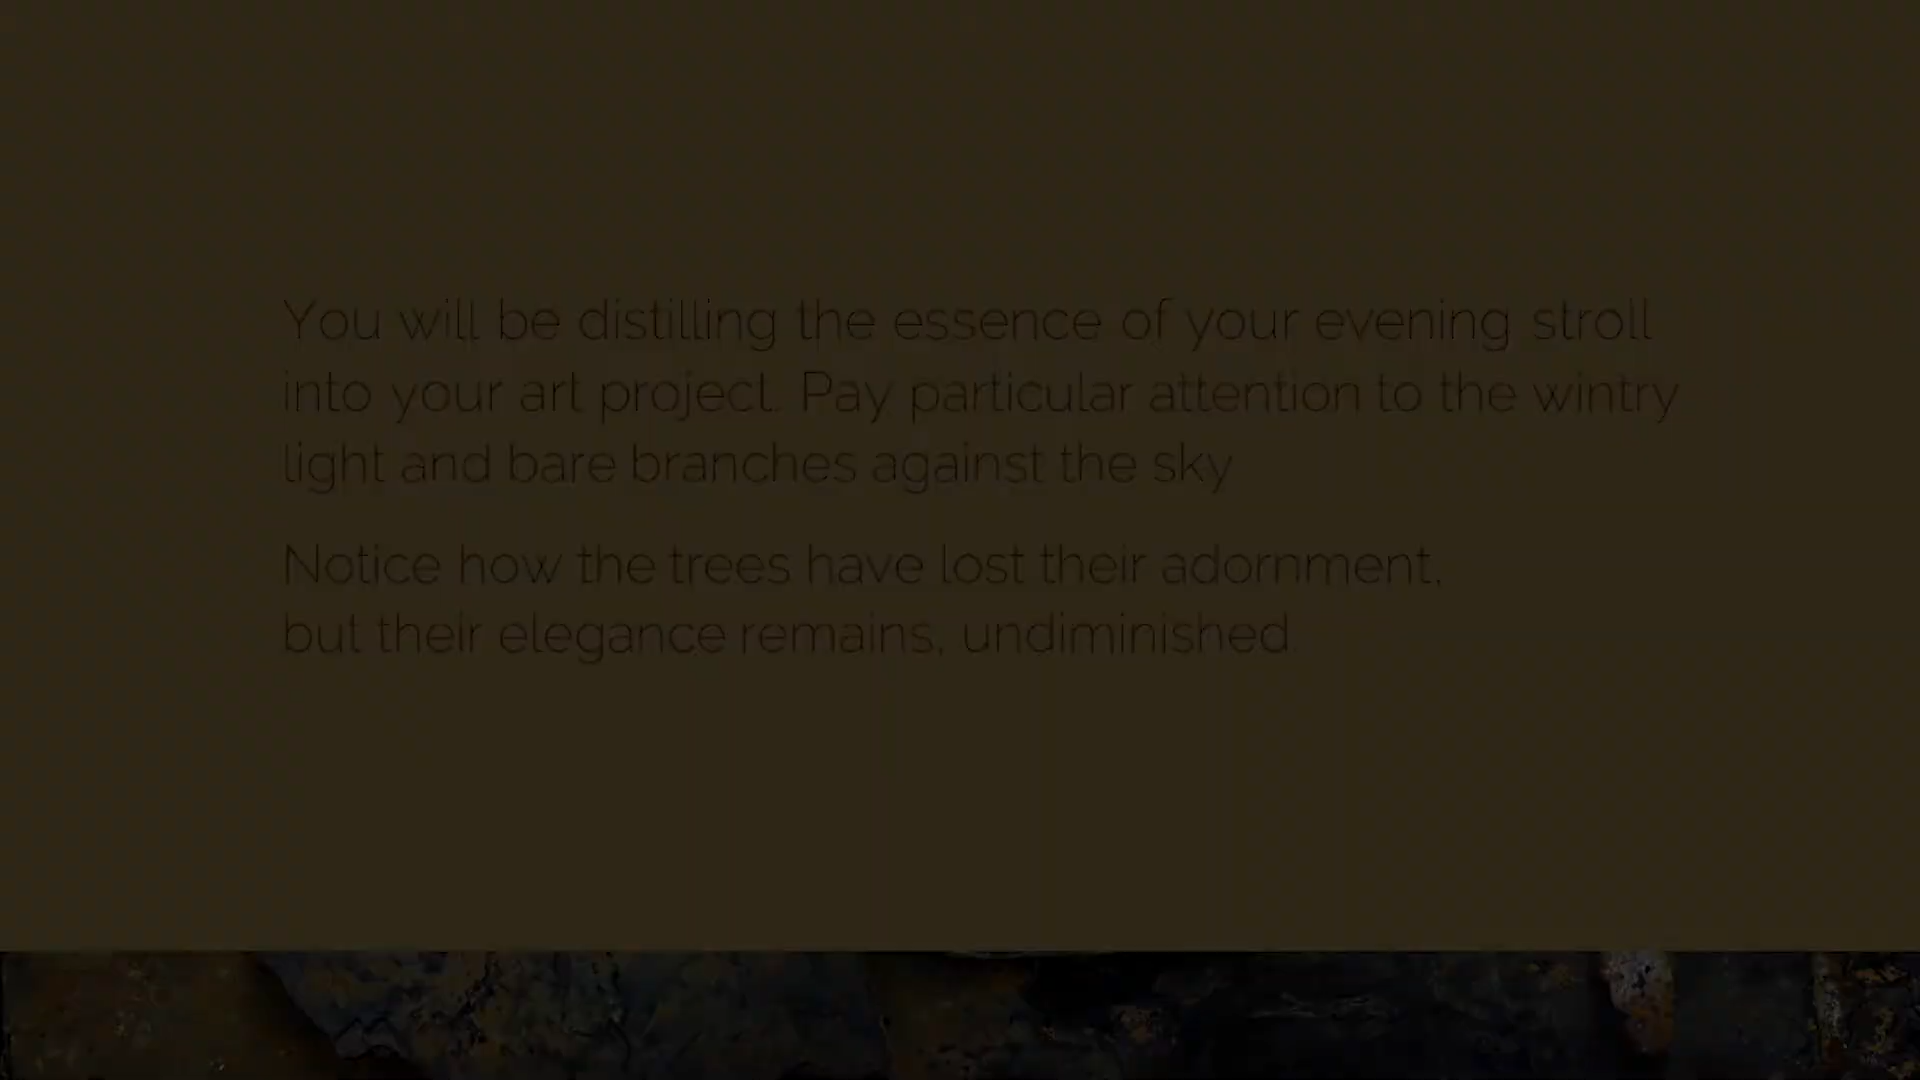 You will be distilling the essence of your evening stroll
into your art project. Pay particular attention to the wintry
light and bare branches against the sky
Notice how the trees have lost their adornment,
but their elegance remains, undiminished